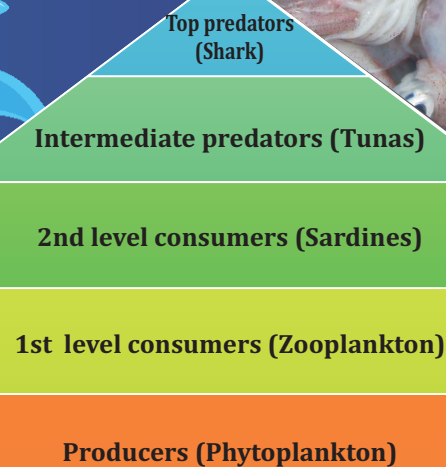 Top predators
(Shark)
Intermediate predators (Tunas)
2nd level consumers (Sardines)
1st level consumers (Zooplankton)
Producers (Phytoplankton)